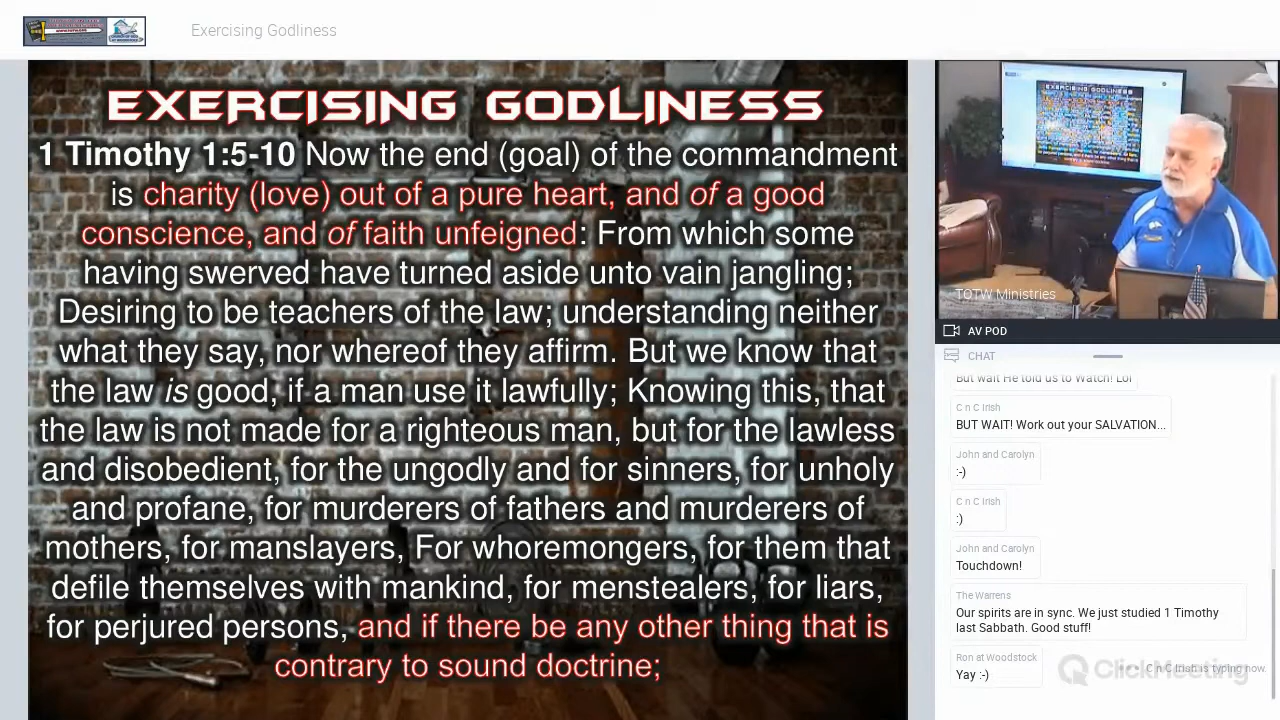 Exercising Godliness
EXERCISING GODLINESS
1 Timothy 1:5-10 Now the end (goal) of the commandment
is charity (love) out of a pure heart, and of a good
conscience, and of faith unfeigned: From which some
having swerved have turned aside unto vain jangling;
Desiring to be teachers of the law; understanding neither
what they say, nor whereof they affirm. But we know that
the law is good, if a man use it lawfully; Knowing this, that
the law is not made for a righteous man, but for the lawless
and disobedient, for the ungodly and for sinners, for unholy
and profane, for murderers of fathers and murderers of
mothers, for manslayers, For whoremongers, for them that
defile themselves with mankind, for menstealers, for liars,
for perjured persons, and if there be any other thing that is
contrary to sound doctrine;
EXERCISING GODLINESS
TOTW Ministries
AV POD
CHAT
But wait He told us to Watch! Lol
C n C Irish
BUT WAIT! Work out your SALVATION...
John and Carolyn
:-)
C n C Irish
:)
John and Carolyn
Touchdown!
The Warrens
Our spirits are in sync. We just studied 1 Timothy
last Sabbath. Good stuff!
Ron at Woodstock
Yay :-)
C n C Irish is typing now.
ClickMeeting